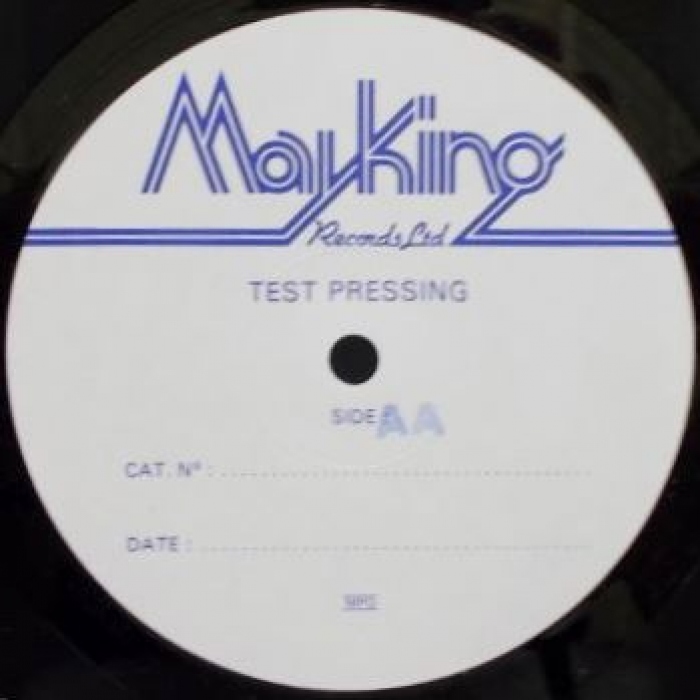 MayKing
Records Ltd
TEST PRESSING
SIDE AA
CAT. Nº :
DATE :